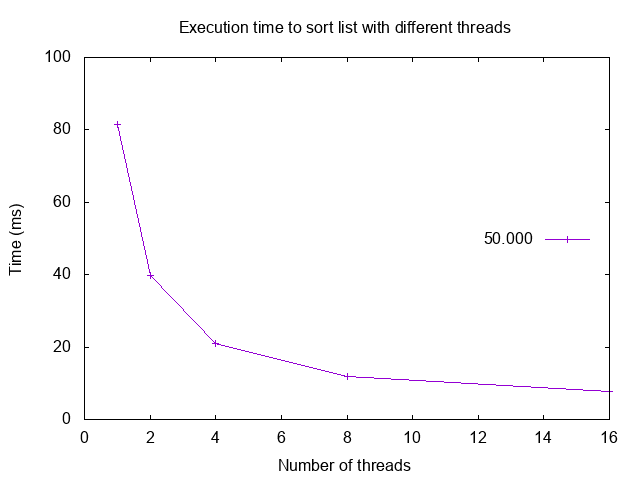 Execution time to sort list with different threads
100
80
60
40
20
0
Time (ms)
50.000
0 2 4 6 8 10 12 14 16
Number of threads